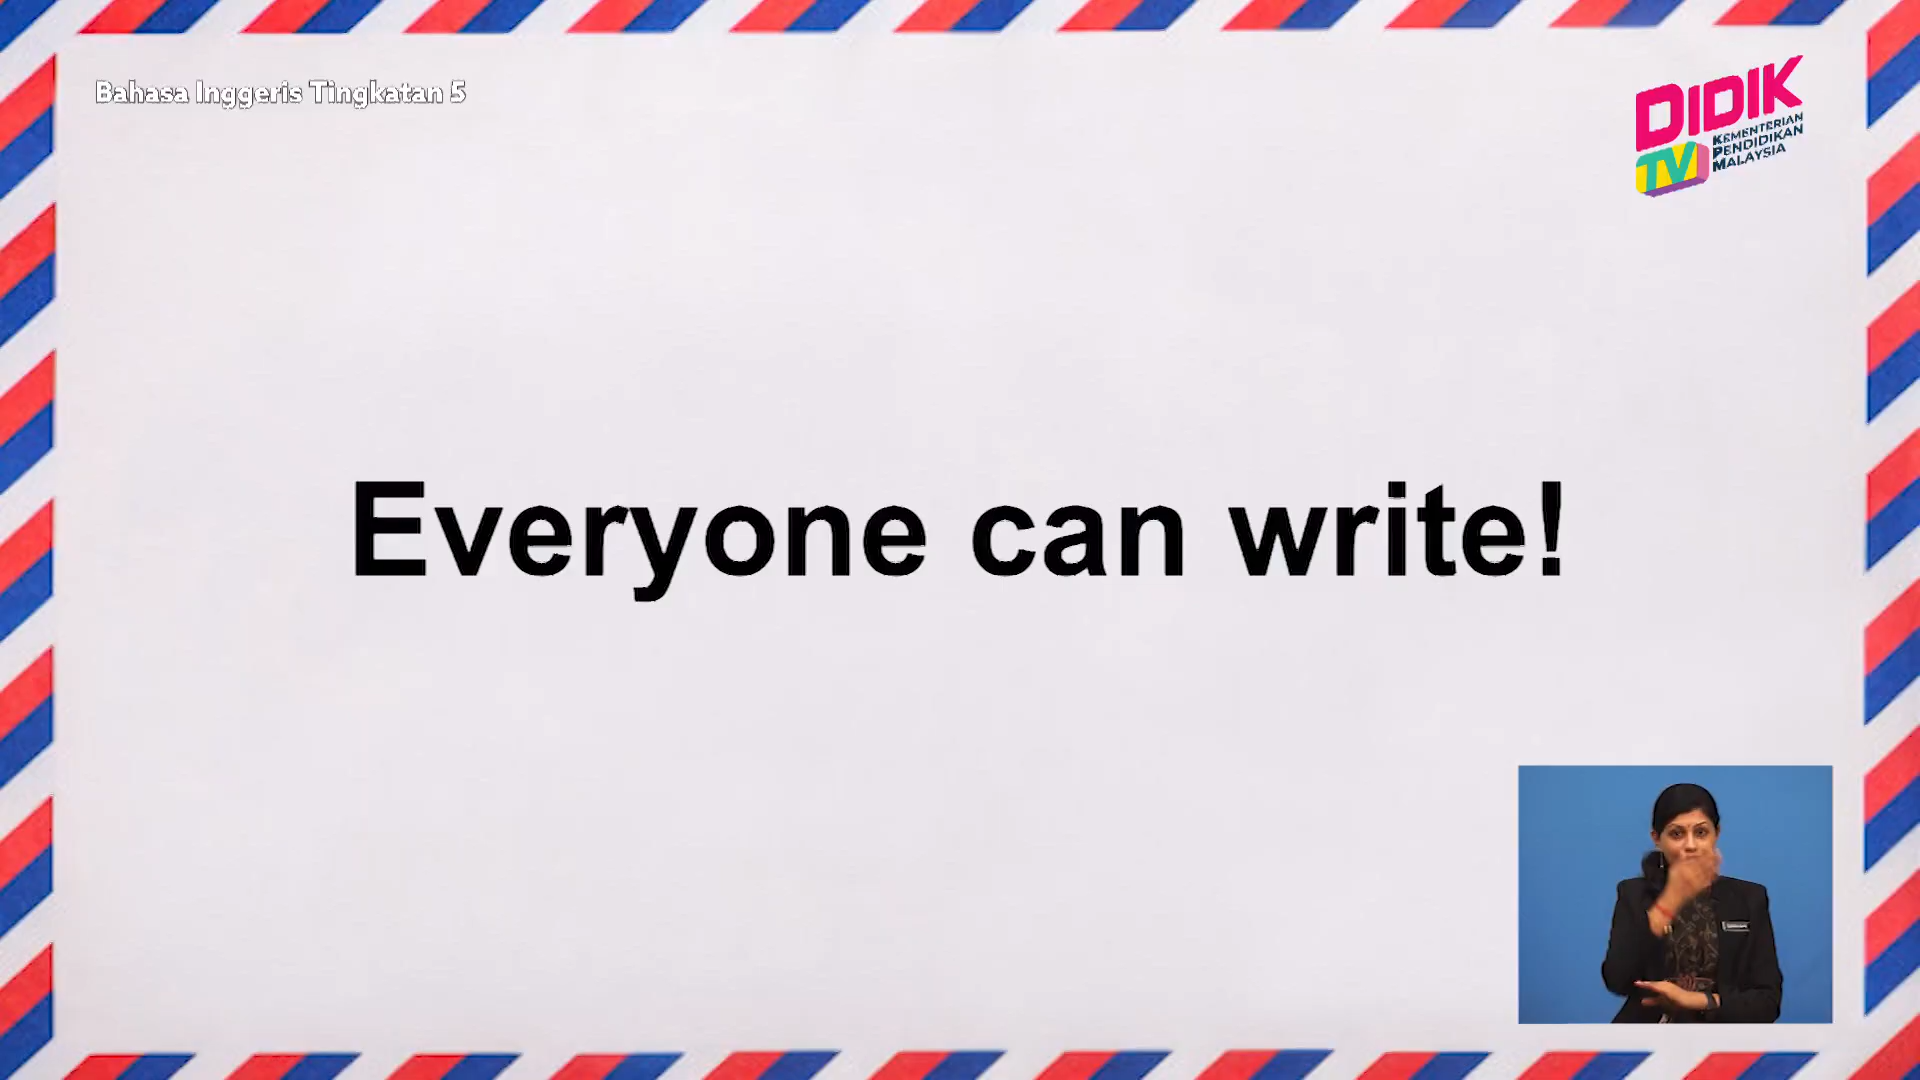 Bahasa Inggeris Tingkatan 5
DIDIK
TV
KEMENTERIAN
PENDIDIKAN
MALAYSIA
Everyone can write!